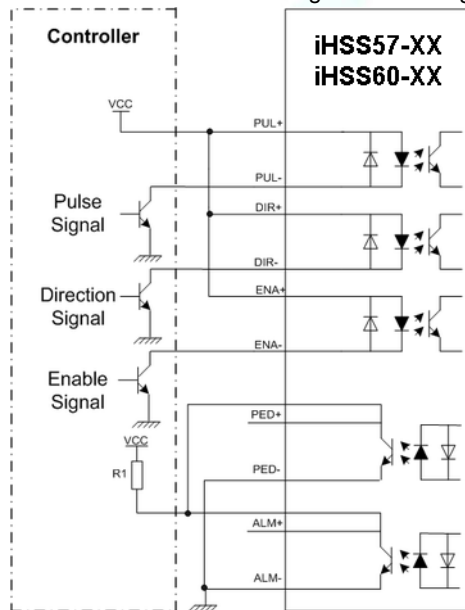 Controller
iHSS57-XX
iHSS60-XX
VCC
PUL+
PUL-
Pulse
Signal
DIR+
DIR-
Direction
Signal
ENA+
ENA-
Enable
Signal
PED+
VCC
R1
PED-
ALM+
ALM-